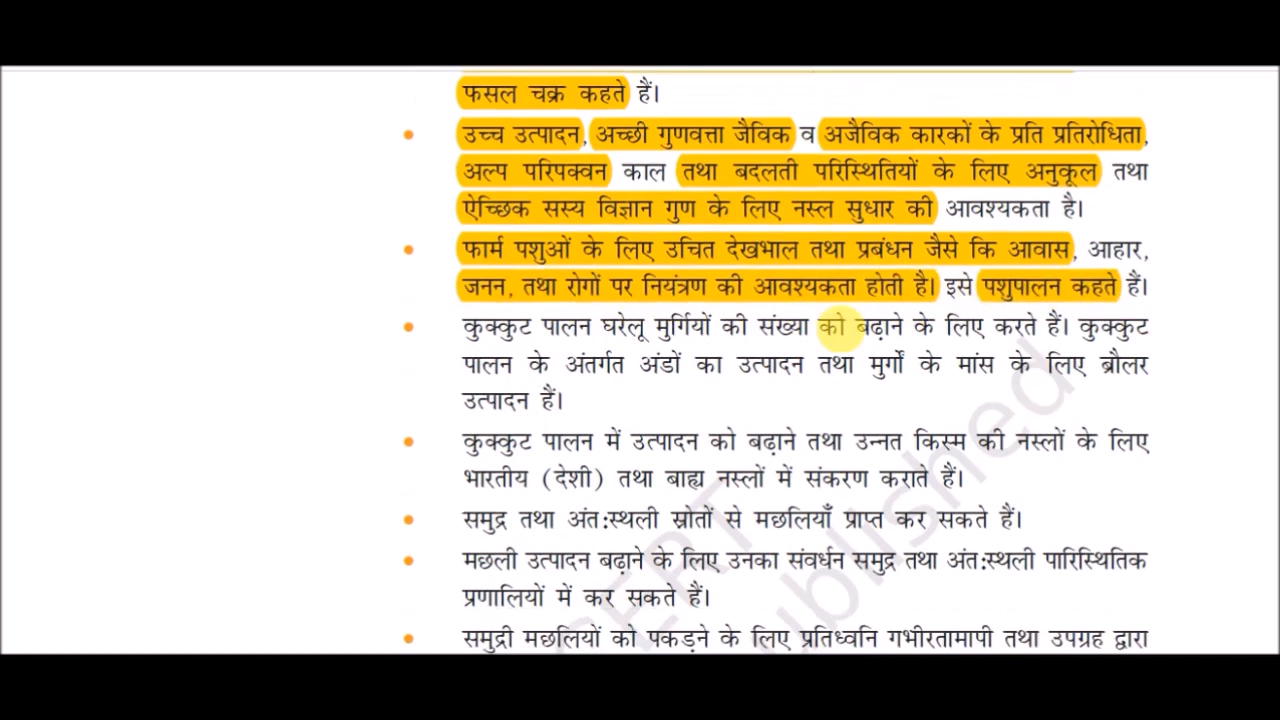 फसल चक्र कहते हैं।
• उच्च उत्पादन, अच्छी गुणवत्ता जैविक व अजैविक कारकों के प्रति प्रतिरोधिता,
अल्प परिपक्वन काल तथा बदलती परिस्थितियों के लिए अनुकूल तथा
ऐच्छिक सस्य विज्ञान गुण के लिए नस्ल सुधार की आवश्यकता है।
• फार्म पशुओं के लिए उचित देखभाल तथा प्रबंधन जैसे कि आवास, आहार,
जनन, तथा रोगों पर नियंत्रण की आवश्यकता होती है। इसे पशुपालन कहते हैं।
• कुक्कुट पालन घरेलू मुर्गियों की संख्या को बढ़ाने के लिए करते हैं। कुक्कुट
पालन के अंतर्गत अंडों का उत्पादन तथा मुर्गों के मांस के लिए ब्रौलर
उत्पादन हैं।
• कुक्कुट पालन में उत्पादन को बढ़ाने तथा उन्नत किस्म की नस्लों के लिए
भारतीय (देशी) तथा बाह्य नस्लों में संकरण कराते हैं।
• समुद्र तथा अंत:स्थली स्रोतों से मछलियाँ प्राप्त कर सकते हैं।
• मछली उत्पादन बढ़ाने के लिए उनका संवर्धन समुद्र तथा अंत:स्थली पारिस्थितिक
प्रणालियों में कर सकते हैं।
• समुद्री मछलियों को पकड़ने के लिए प्रतिध्वनि गभीरतामापी तथा उपग्रह द्वारा